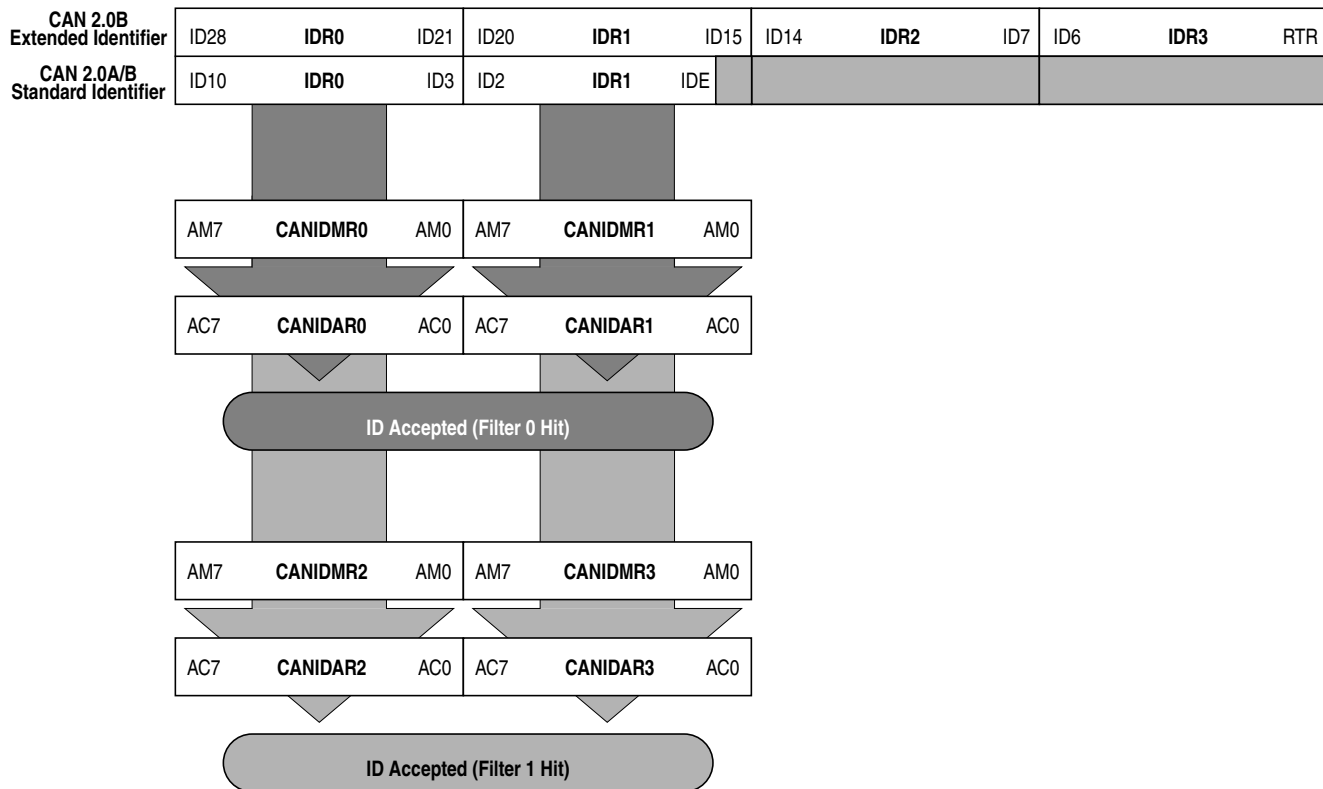 CAN 2.0B
Extended Identifier
ID28 IDR0 ID21 ID20 IDR1 ID15 ID14 IDR2 ID7 ID6 IDR3 RTR
CAN 2.0A/B
Standard Identifier
ID10 IDR0 ID3 ID2 IDR1 IDE
AM7 CANIDMR0 AM0 AM7 CANIDMR1 AM0
AC7 CANIDAR0 AC0 AC7 CANIDAR1 AC0
ID Accepted (Filter 0 Hit)
AM7 CANIDMR2 AM0 AM7 CANIDMR3 AM0
AC7 CANIDAR2 AC0 AC7 CANIDAR3 AC0
ID Accepted (Filter 1 Hit)